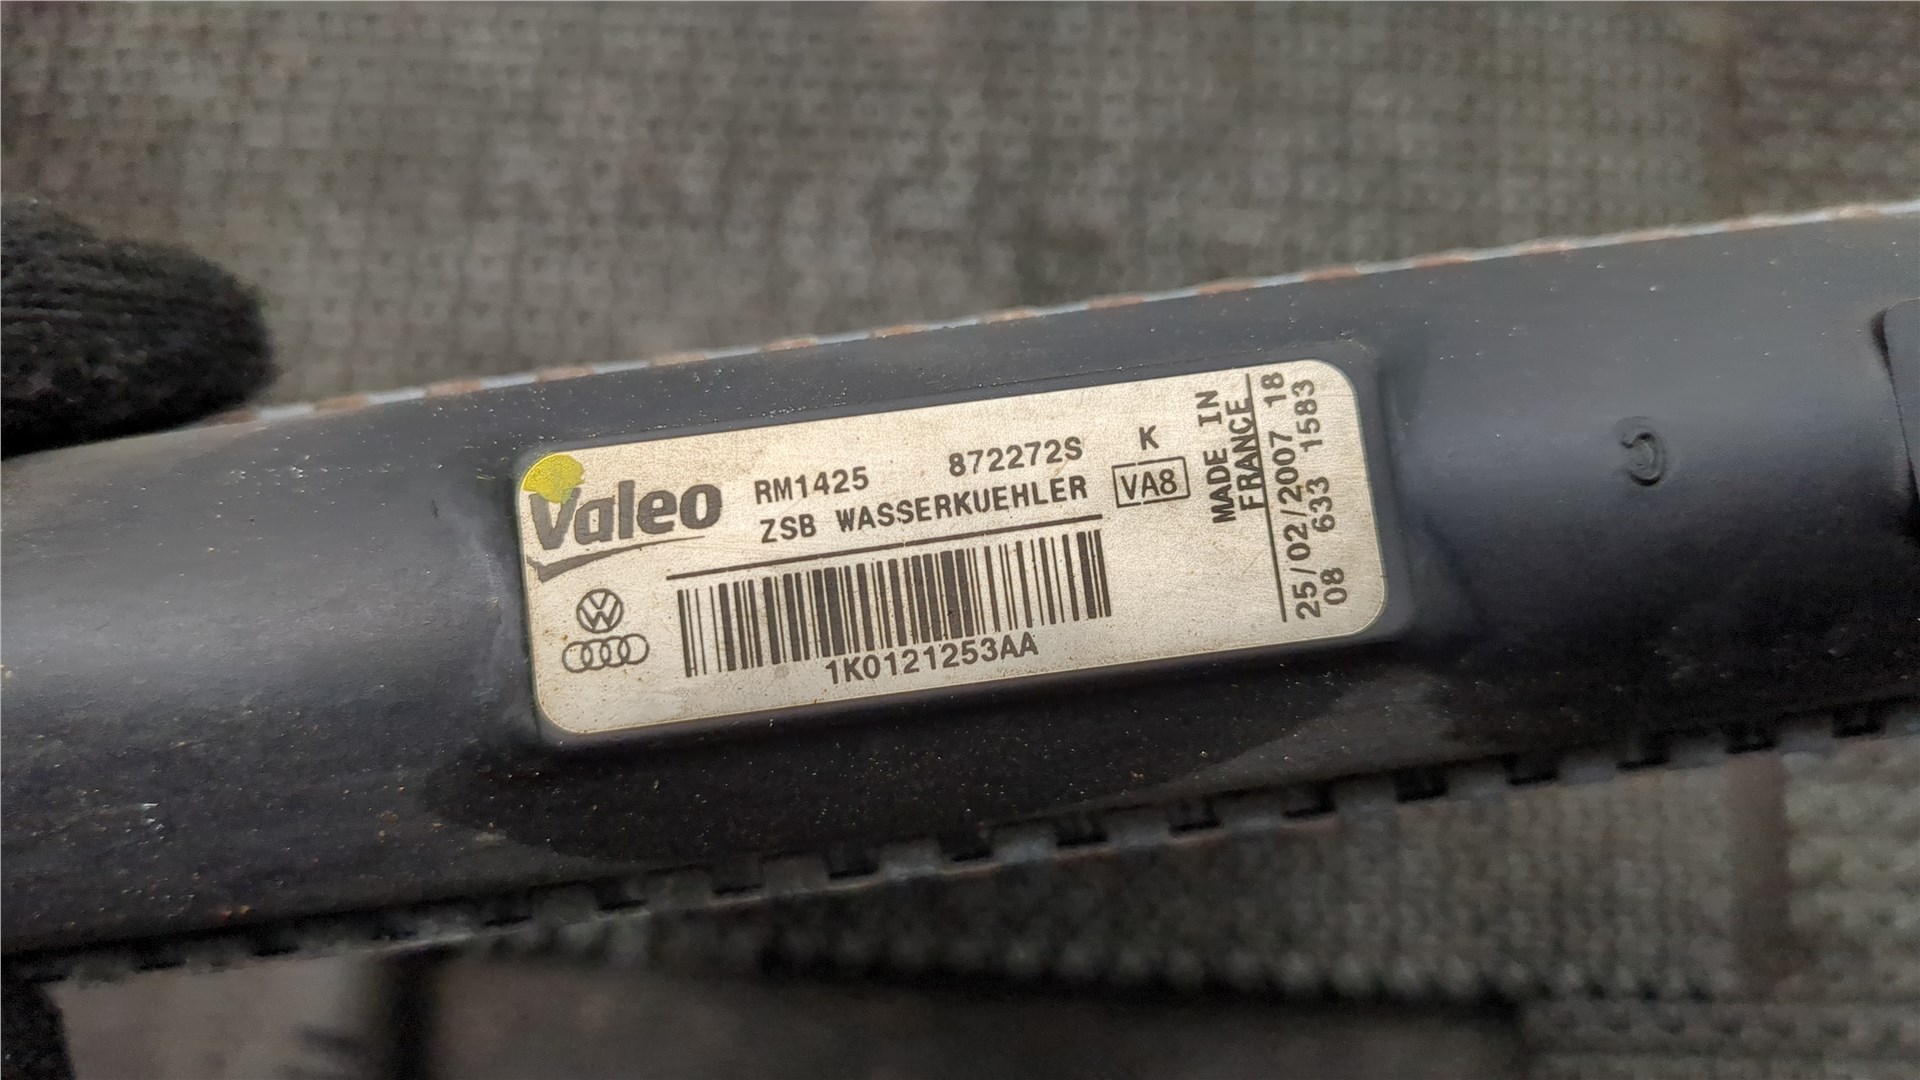 Valeo
RM1425 872272S K
ZSB WASSERKUEHLER VA8
1K0121253AA
MADE IN
FRANCE
25/02/2007 18
08 633 1583